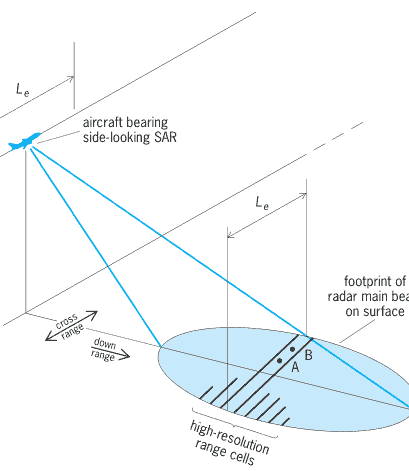 Le
aircraft bearing
side-looking SAR
Le
footprint of
radar main bea
on surface
cross
range
down
range
B
A
high-resolution
range cells